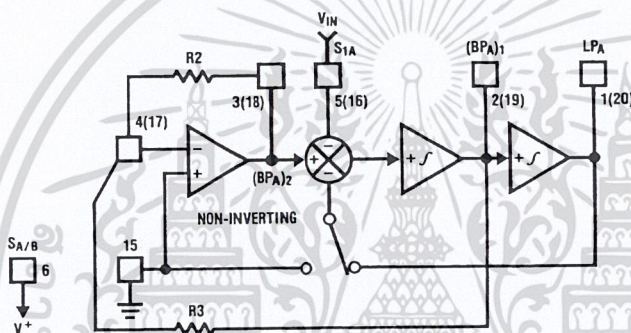 V_IN
S_1A
(BP_A)_1
LP_A
R2
3(18)
5(16)
2(19)
1(20)
4(17)
−
+
+
−
−
+ ∫
+ ∫
(BP_A)_2
NON-INVERTING
S_A/B
6
15
V+
R3